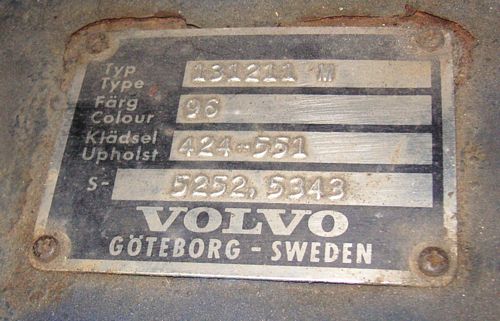 Typ
Type 131211 M
Färg
Colour 96
Klädsel
Upholst 424-551
S- 5252, 5343
VOLVO
GÖTEBORG - SWEDEN